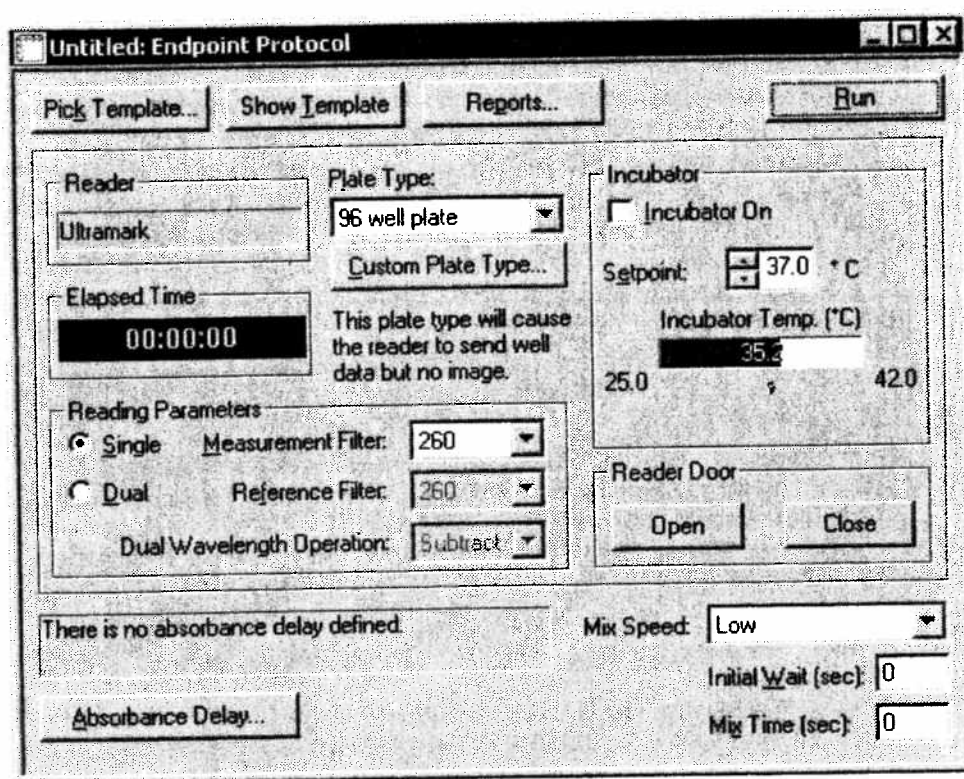 Untitled: Endpoint Protocol
Pick Template... Show Template Reports... Run
Reader
Ultramark
Plate Type:
96 well plate
Custom Plate Type...
This plate type will cause
the reader to send well
data but no image.
Elapsed Time
00:00:00
Incubator
Incubator On
Setpoint: 37.0 °C
Incubator Temp. (°C)
35.2
25.0 42.0
Reading Parameters
Single Measurement Filter: 260
Dual Reference Filter: 260
Dual Wavelength Operation: Subtract
Reader Door
Open Close
There is no absorbance delay defined.
Absorbance Delay...
Mix Speed: Low
Initial Wait (sec): 0
Mix Time (sec): 0